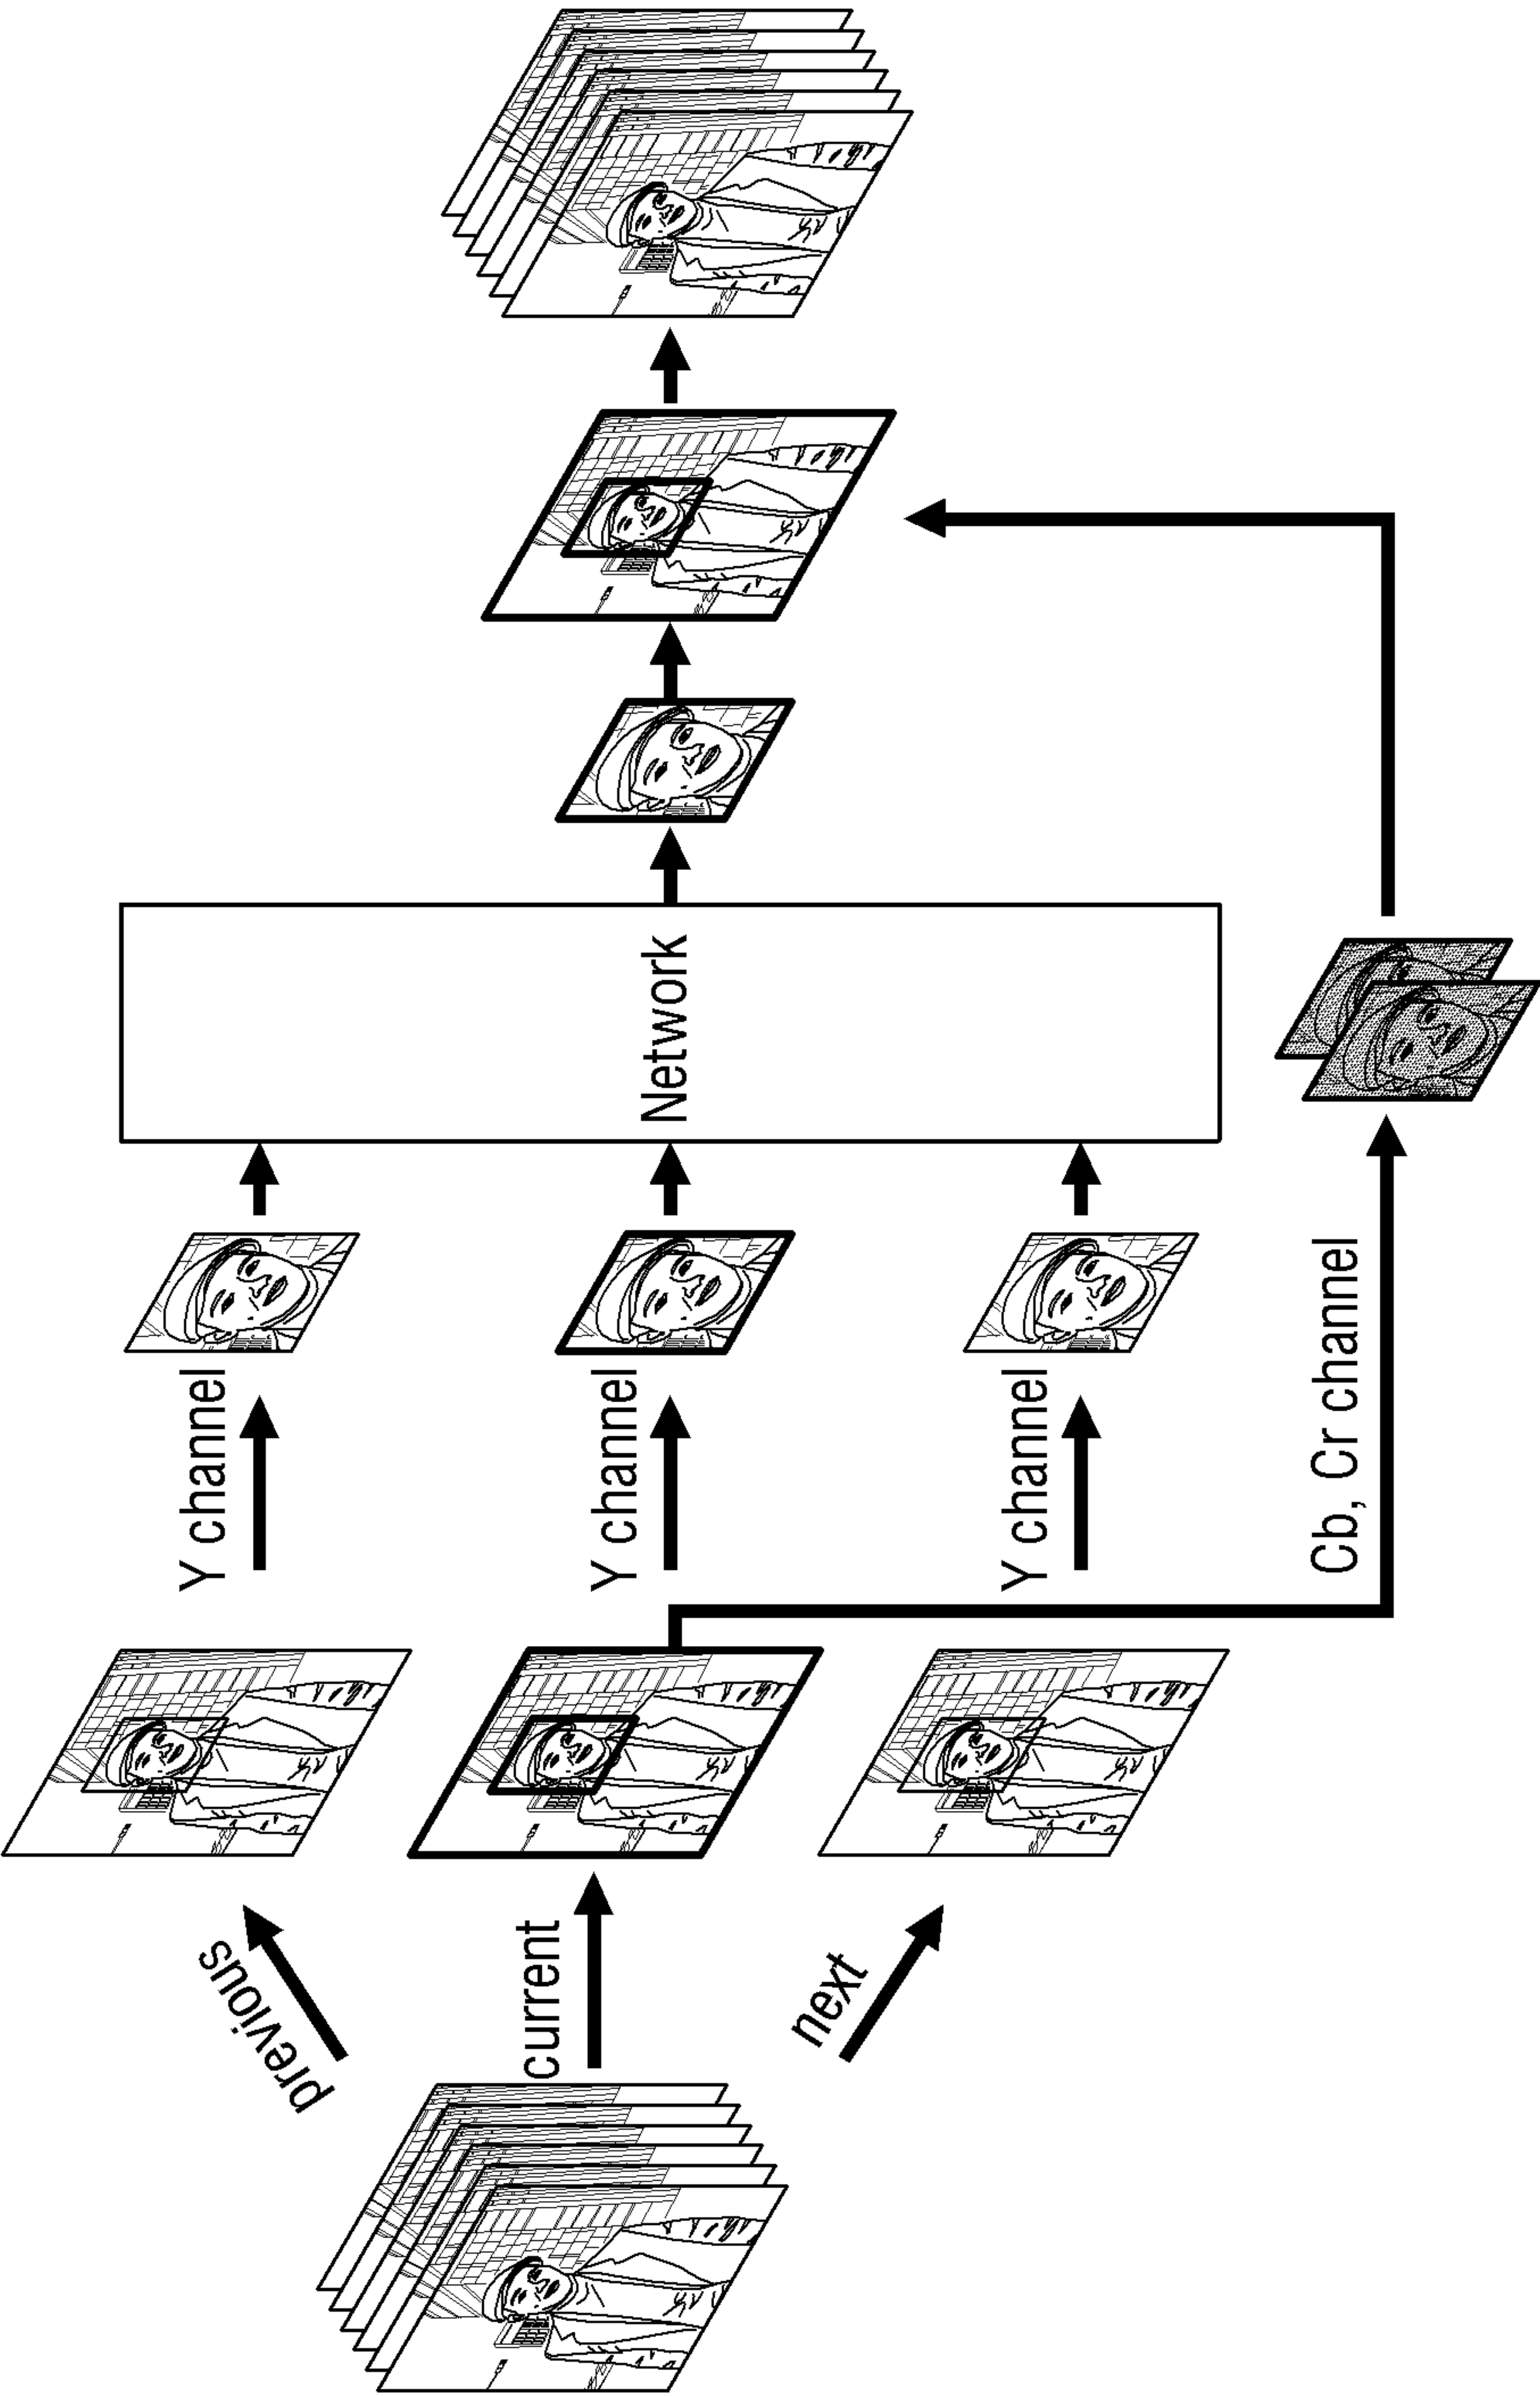 previous
current
next
Y channel
Y channel
Y channel
Cb, Cr channel
Network